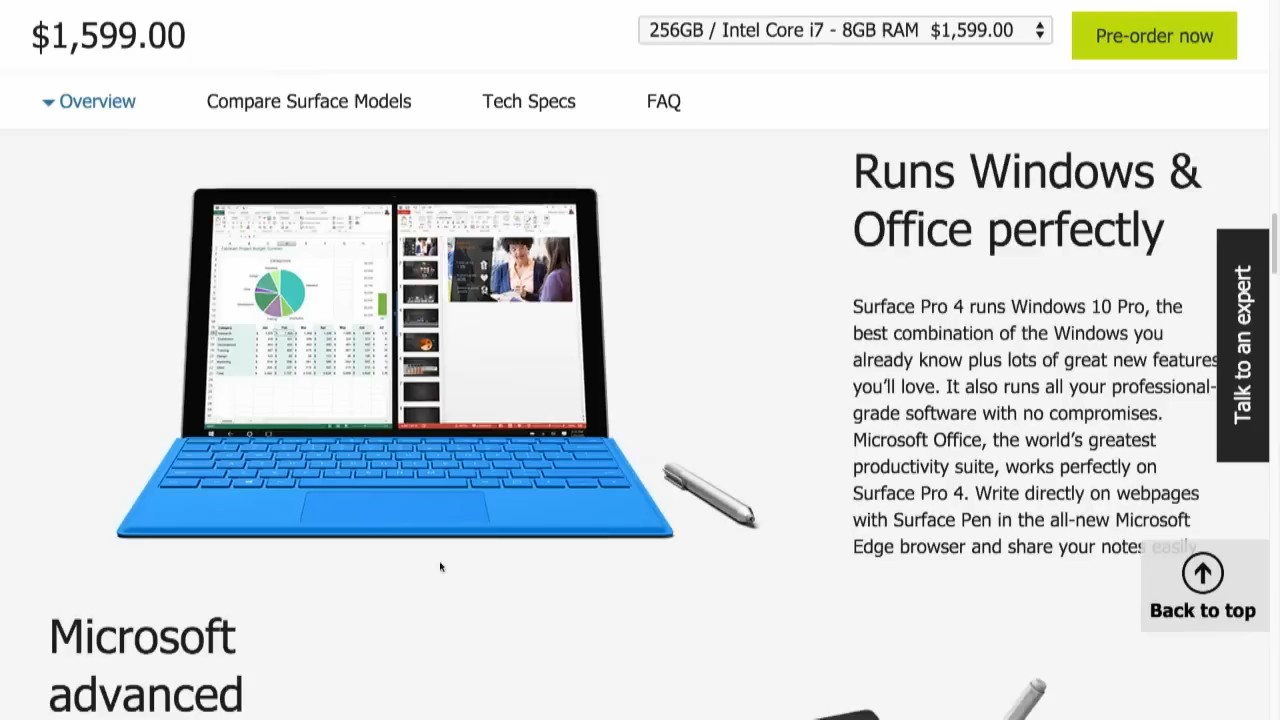 $1,599.00
256GB / Intel Core i7 - 8GB RAM $1,599.00
Pre-order now
Overview
Compare Surface Models
Tech Specs
FAQ
Runs Windows &
Office perfectly
Surface Pro 4 runs Windows 10 Pro, the
best combination of the Windows you
already know plus lots of great new features
you’ll love. It also runs all your professional-
grade software with no compromises.
Microsoft Office, the world’s greatest
productivity suite, works perfectly on
Surface Pro 4. Write directly on webpages
with Surface Pen in the all-new Microsoft
Edge browser and share your notes easily
Talk to an expert
Back to top
Microsoft
advanced